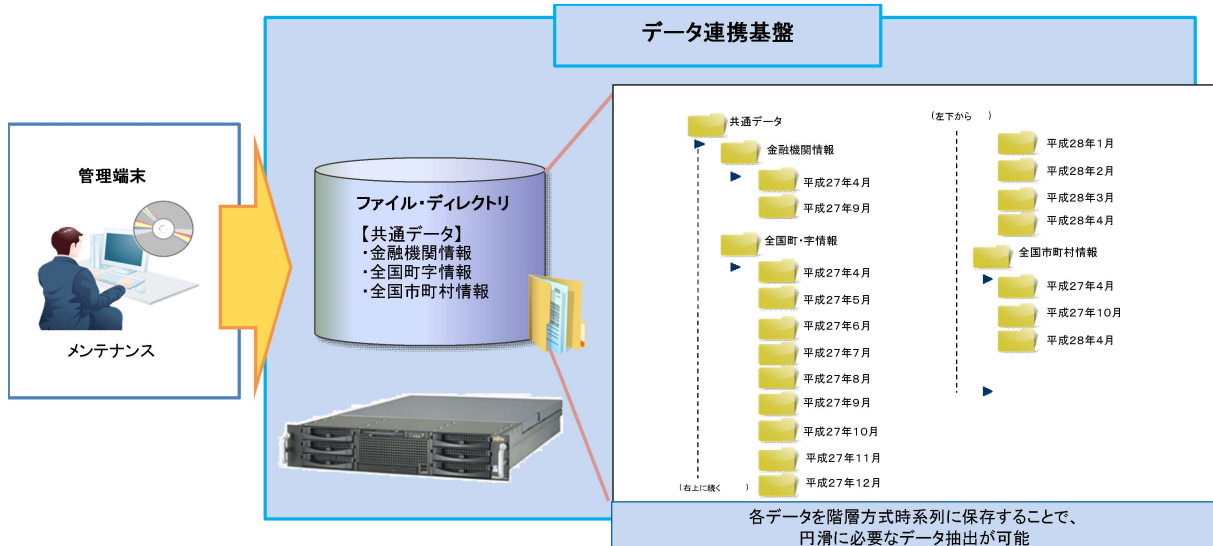 データ連携基盤
管理端末
メンテナンス
ファイル・ディレクトリ
【共通データ】
・金融機関情報
・全国町字情報
・全国市町村情報
共通データ
金融機関情報
平成27年4月
平成27年9月
全国町・字情報
平成27年4月
平成27年5月
平成27年6月
平成27年7月
平成27年8月
平成27年9月
平成27年10月
平成27年11月
平成27年12月
(右上に続く　　)
(左下から　　)
平成28年1月
平成28年2月
平成28年3月
平成28年4月
全国市町村情報
平成27年4月
平成27年10月
平成28年4月
各データを階層方式時系列に保存することで、
円滑に必要なデータ抽出が可能